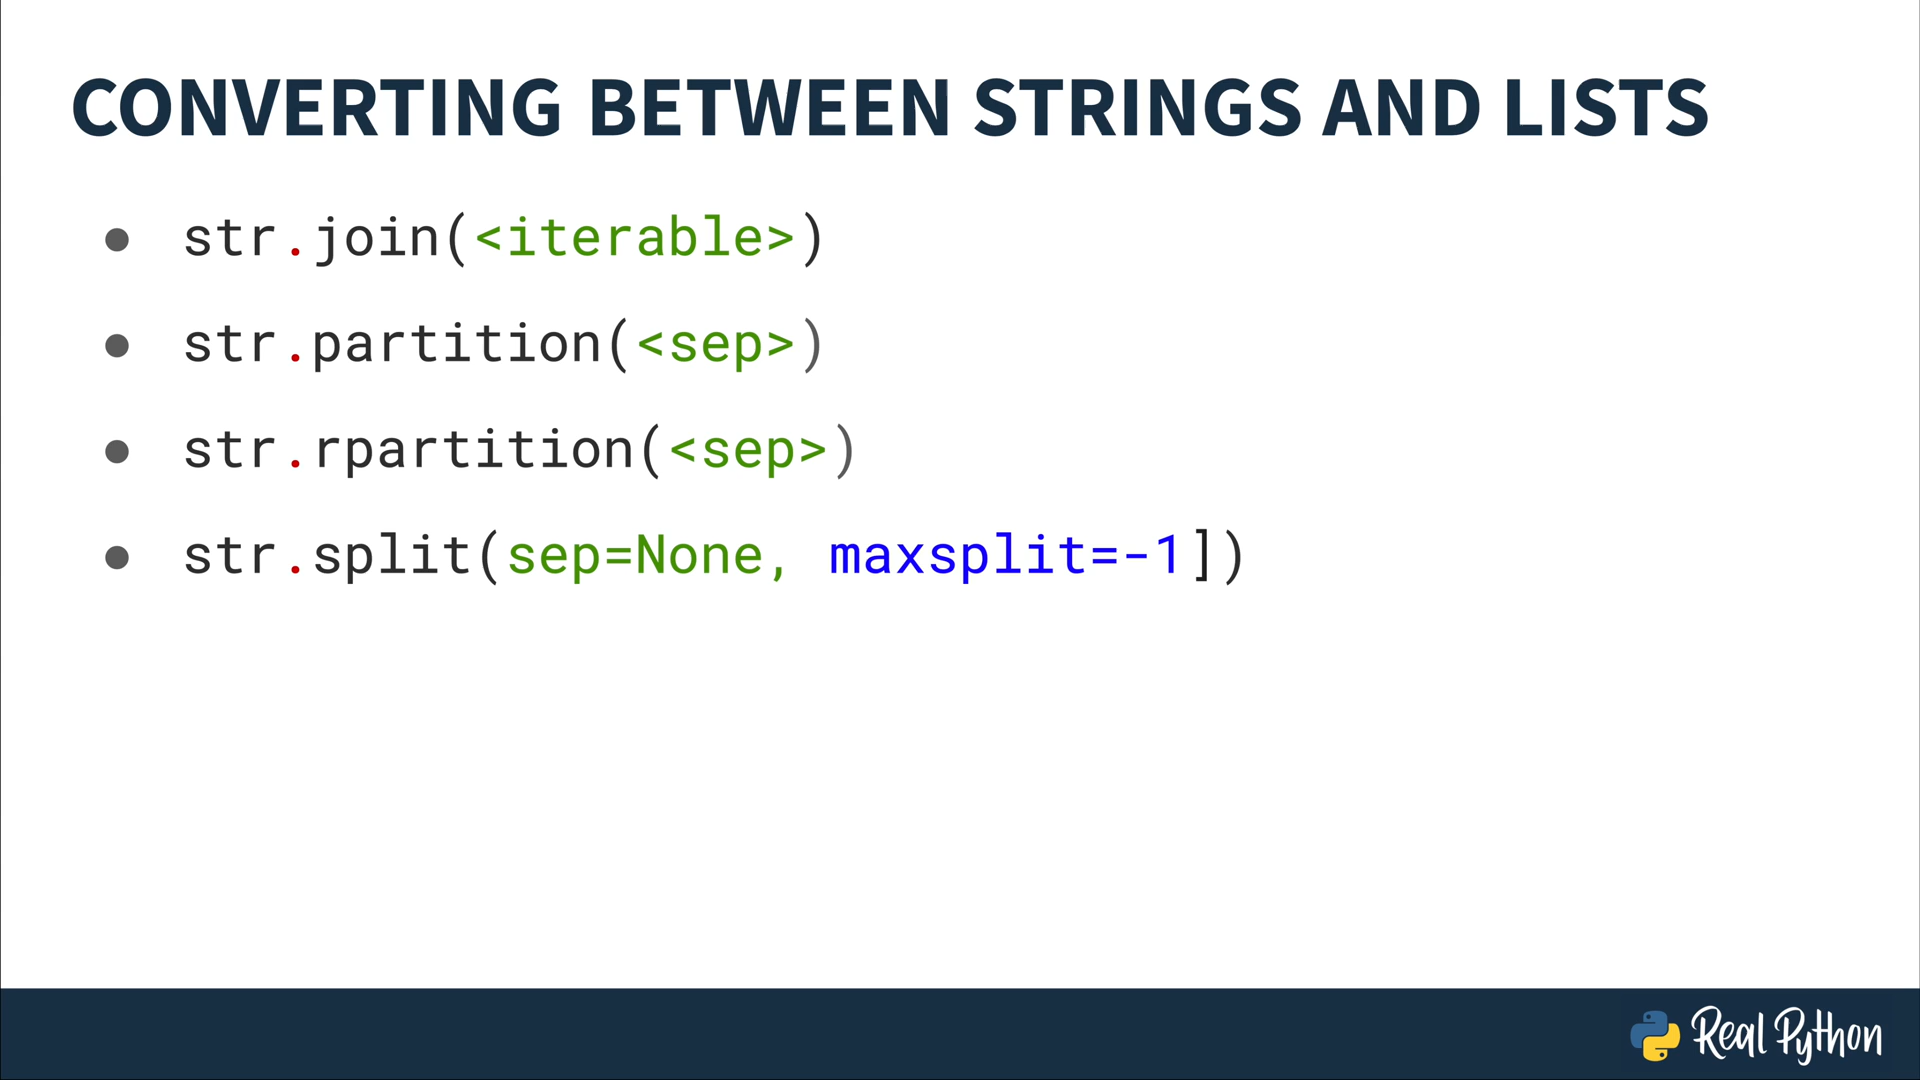 CONVERTING BETWEEN STRINGS AND LISTS
● str.join(<iterable>)
● str.partition(<sep>)
● str.rpartition(<sep>)
● str.split(sep=None, maxsplit=-1])
Real Python